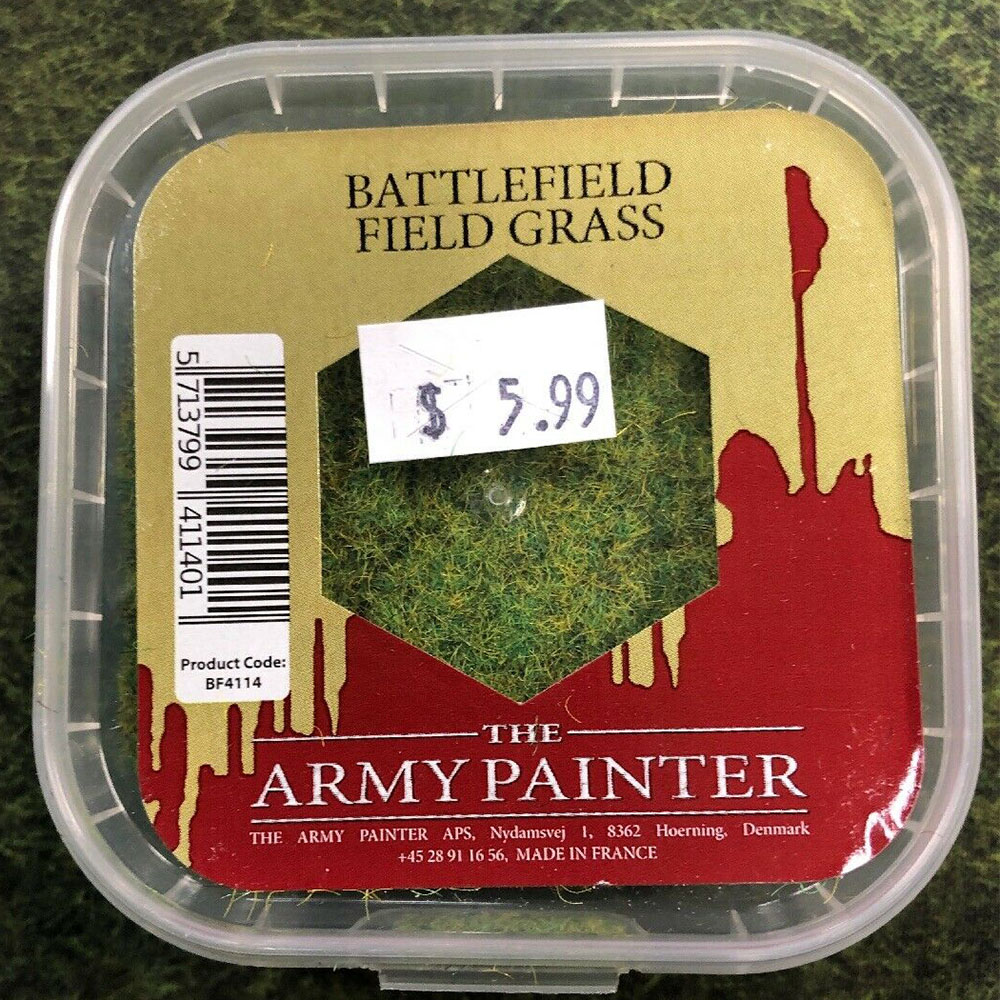 BATTLEFIELD
FIELD GRASS
$ 5.99
5 713799 411401
Product Code:
BF4114
THE
ARMY PAINTER
THE ARMY PAINTER APS, Nydamsvej 1, 8362 Hoerning, Denmark
+45 28 91 16 56, MADE IN FRANCE